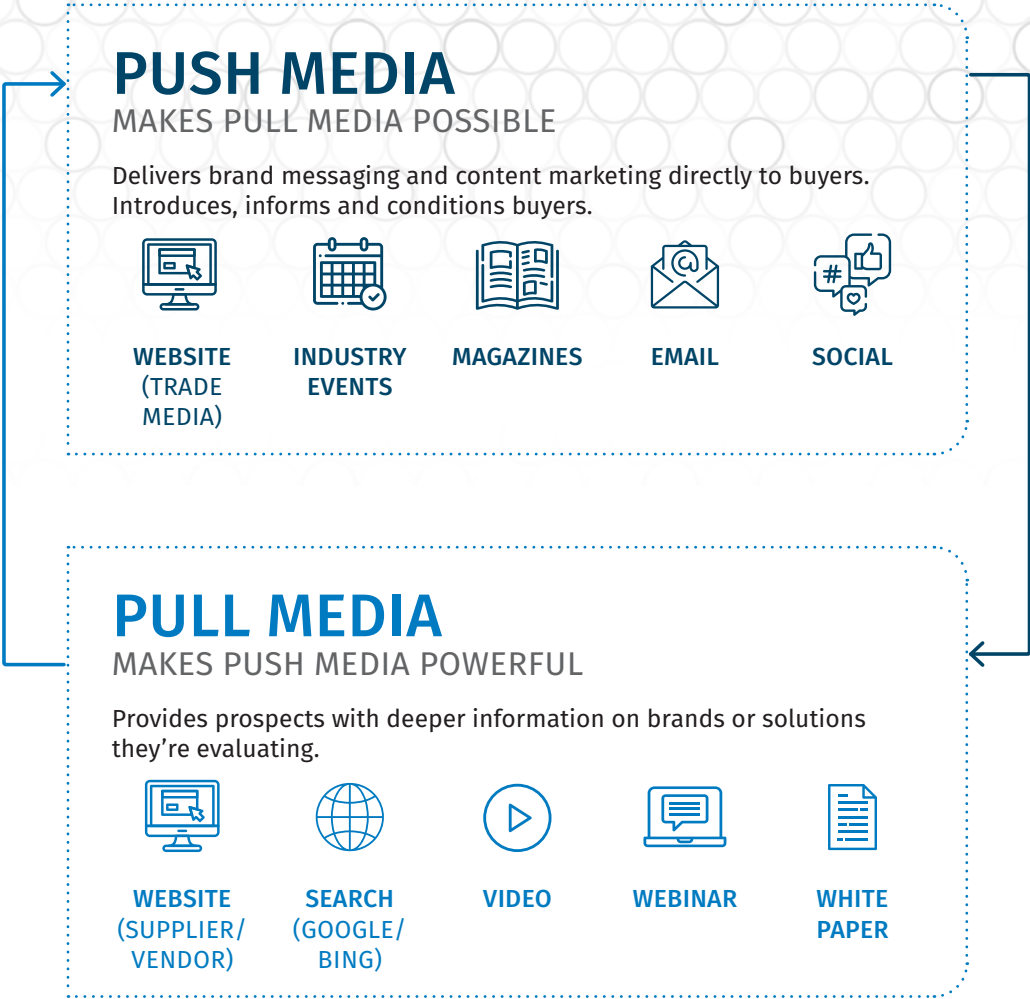 PUSH MEDIA
MAKES PULL MEDIA POSSIBLE
Delivers brand messaging and content marketing directly to buyers.
Introduces, informs and conditions buyers.
@
#
WEBSITE
(TRADE
MEDIA)
INDUSTRY
EVENTS
MAGAZINES
EMAIL
SOCIAL
PULL MEDIA
MAKES PUSH MEDIA POWERFUL
Provides prospects with deeper information on brands or solutions
they’re evaluating.
WEBSITE
(SUPPLIER/
VENDOR)
SEARCH
(GOOGLE/
BING)
VIDEO
WEBINAR
WHITE
PAPER